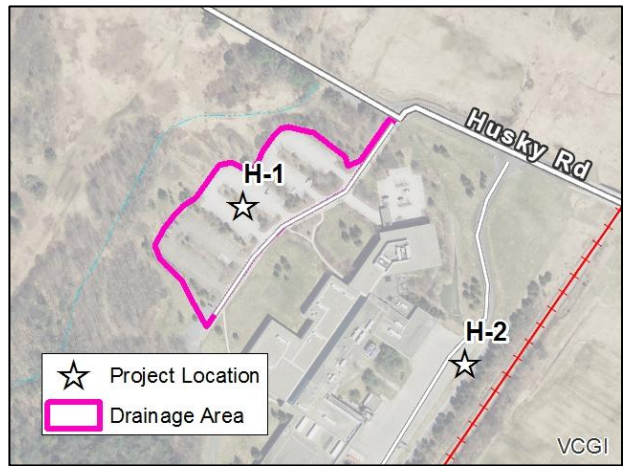 Husky Rd
H-1
H-2
Project Location
Drainage Area
VCGI